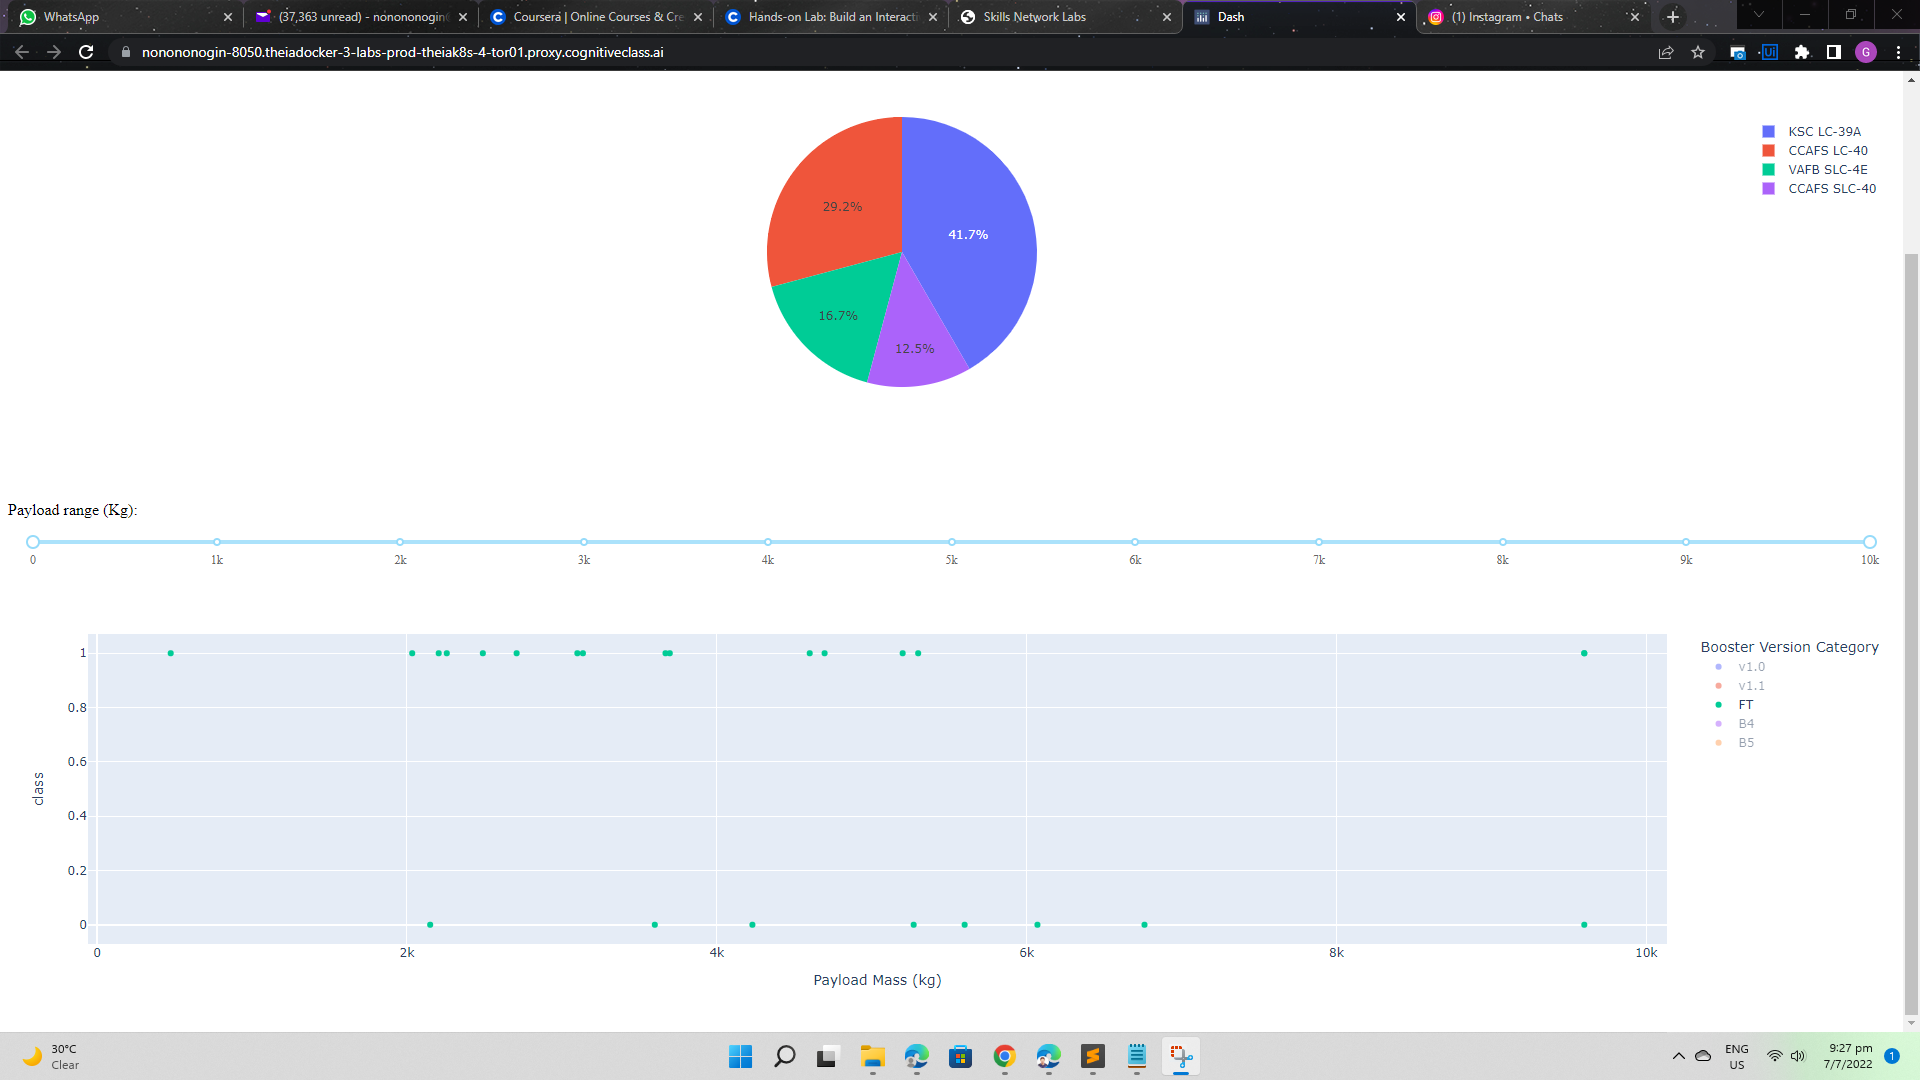 WhatsApp
(37,363 unread) - nonononogin
Coursera | Online Courses & Cre
Hands-on Lab: Build an Interacti
Skills Network Labs
Dash
(1) Instagram • Chats
nonononogin-8050.theiadocker-3-labs-prod-theiak8s-4-tor01.proxy.cognitiveclass.ai
Ui
G
KSC LC-39A
CCAFS LC-40
VAFB SLC-4E
CCAFS SLC-40
29.2%
41.7%
16.7%
12.5%
Payload range (Kg):
0 1k 2k 3k 4k 5k 6k 7k 8k 9k 10k
Booster Version Category
v1.0
v1.1
FT
B4
B5
1
0.8
0.6
0.4
0.2
0
class
0 2k 4k 6k 8k 10k
Payload Mass (kg)
30°C
Clear
ENG
US
9:27 pm
7/7/2022
1